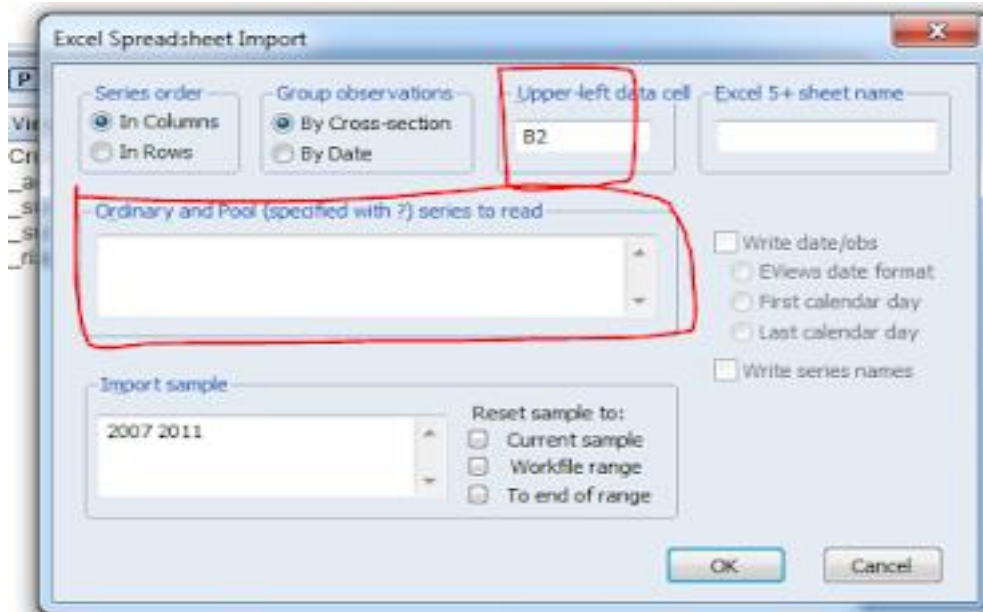 Excel Spreadsheet Import
P
Series order
Group observations
Upper-left data cell
Excel 5+ sheet name
In Columns
By Cross-section
B2
In Rows
By Date
Ordinary and Pool (specified with ?) series to read
Write date/obs
EViews date format
First calendar day
Last calendar day
Write series names
Import sample
2007 2011
Reset sample to:
Current sample
Workfile range
To end of range
OK
Cancel